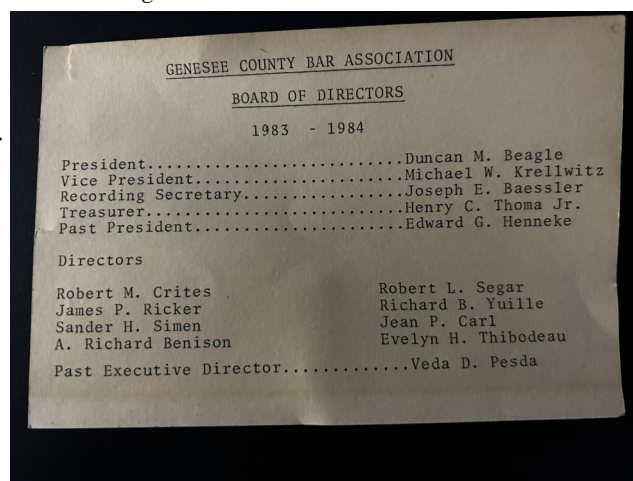 GENESEE COUNTY BAR ASSOCIATION
BOARD OF DIRECTORS
1983 - 1984
President...........................Duncan M. Beagle
Vice President......................Michael W. Krellwitz
Recording Secretary.................Joseph E. Baessler
Treasurer...........................Henry C. Thoma Jr.
Past President......................Edward G. Henneke
Directors
Robert M. Crites Robert L. Segar
James P. Ricker Richard B. Yuille
Sander H. Simen Jean P. Carl
A. Richard Benison Evelyn H. Thibodeau
Past Executive Director.............Veda D. Pesda